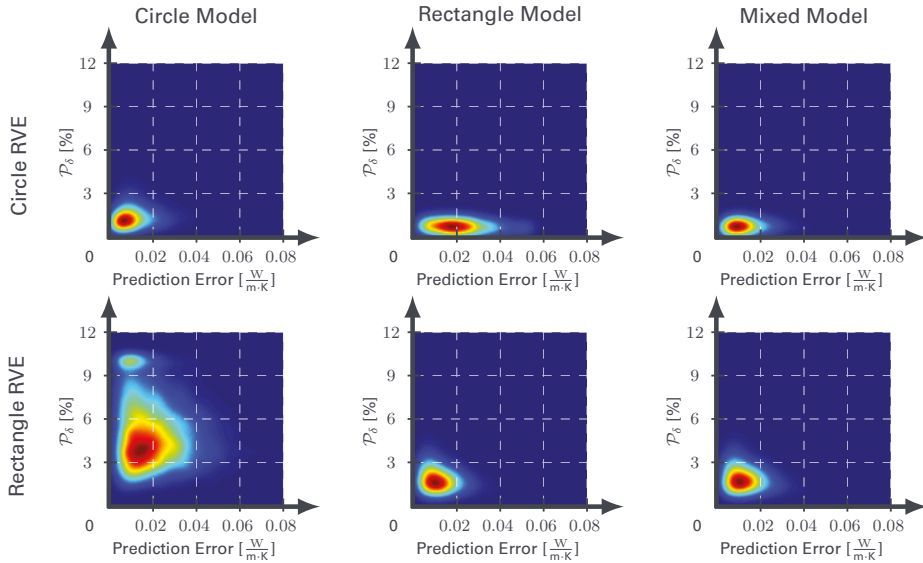 Circle Model
Rectangle Model
Mixed Model
Circle RVE
𝒫δ [%]
12
9
6
3
0
0.02 0.04 0.06 0.08
Prediction Error [W/m·K]
𝒫δ [%]
12
9
6
3
0
0.02 0.04 0.06 0.08
Prediction Error [W/m·K]
𝒫δ [%]
12
9
6
3
0
0.02 0.04 0.06 0.08
Prediction Error [W/m·K]
Rectangle RVE
𝒫δ [%]
12
9
6
3
0
0.02 0.04 0.06 0.08
Prediction Error [W/m·K]
𝒫δ [%]
12
9
6
3
0
0.02 0.04 0.06 0.08
Prediction Error [W/m·K]
𝒫δ [%]
12
9
6
3
0
0.02 0.04 0.06 0.08
Prediction Error [W/m·K]